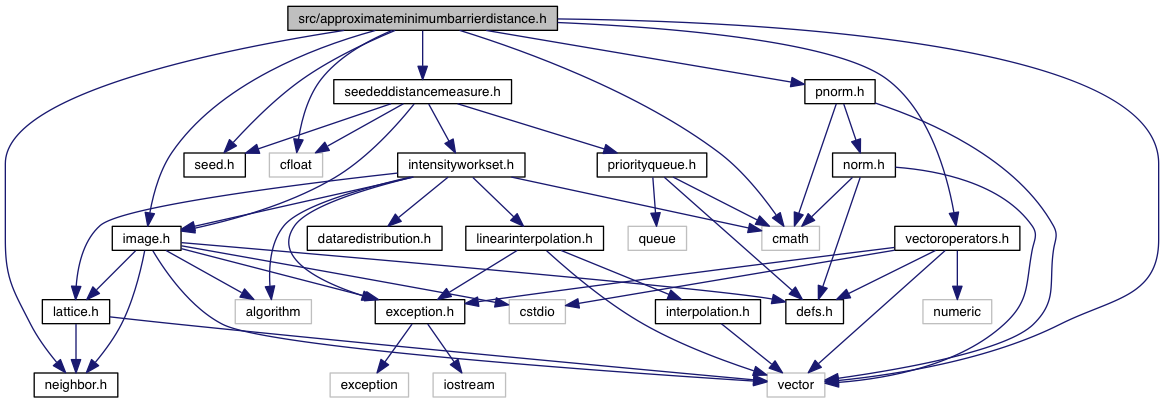 src/approximateminimumbarrierdistance.h
seededdistancemeasure.h
pnorm.h
seed.h
cfloat
intensityworkset.h
priorityqueue.h
norm.h
image.h
dataredistribution.h
linearinterpolation.h
queue
cmath
vectoroperators.h
lattice.h
algorithm
exception.h
cstdio
interpolation.h
defs.h
numeric
neighbor.h
exception
iostream
vector